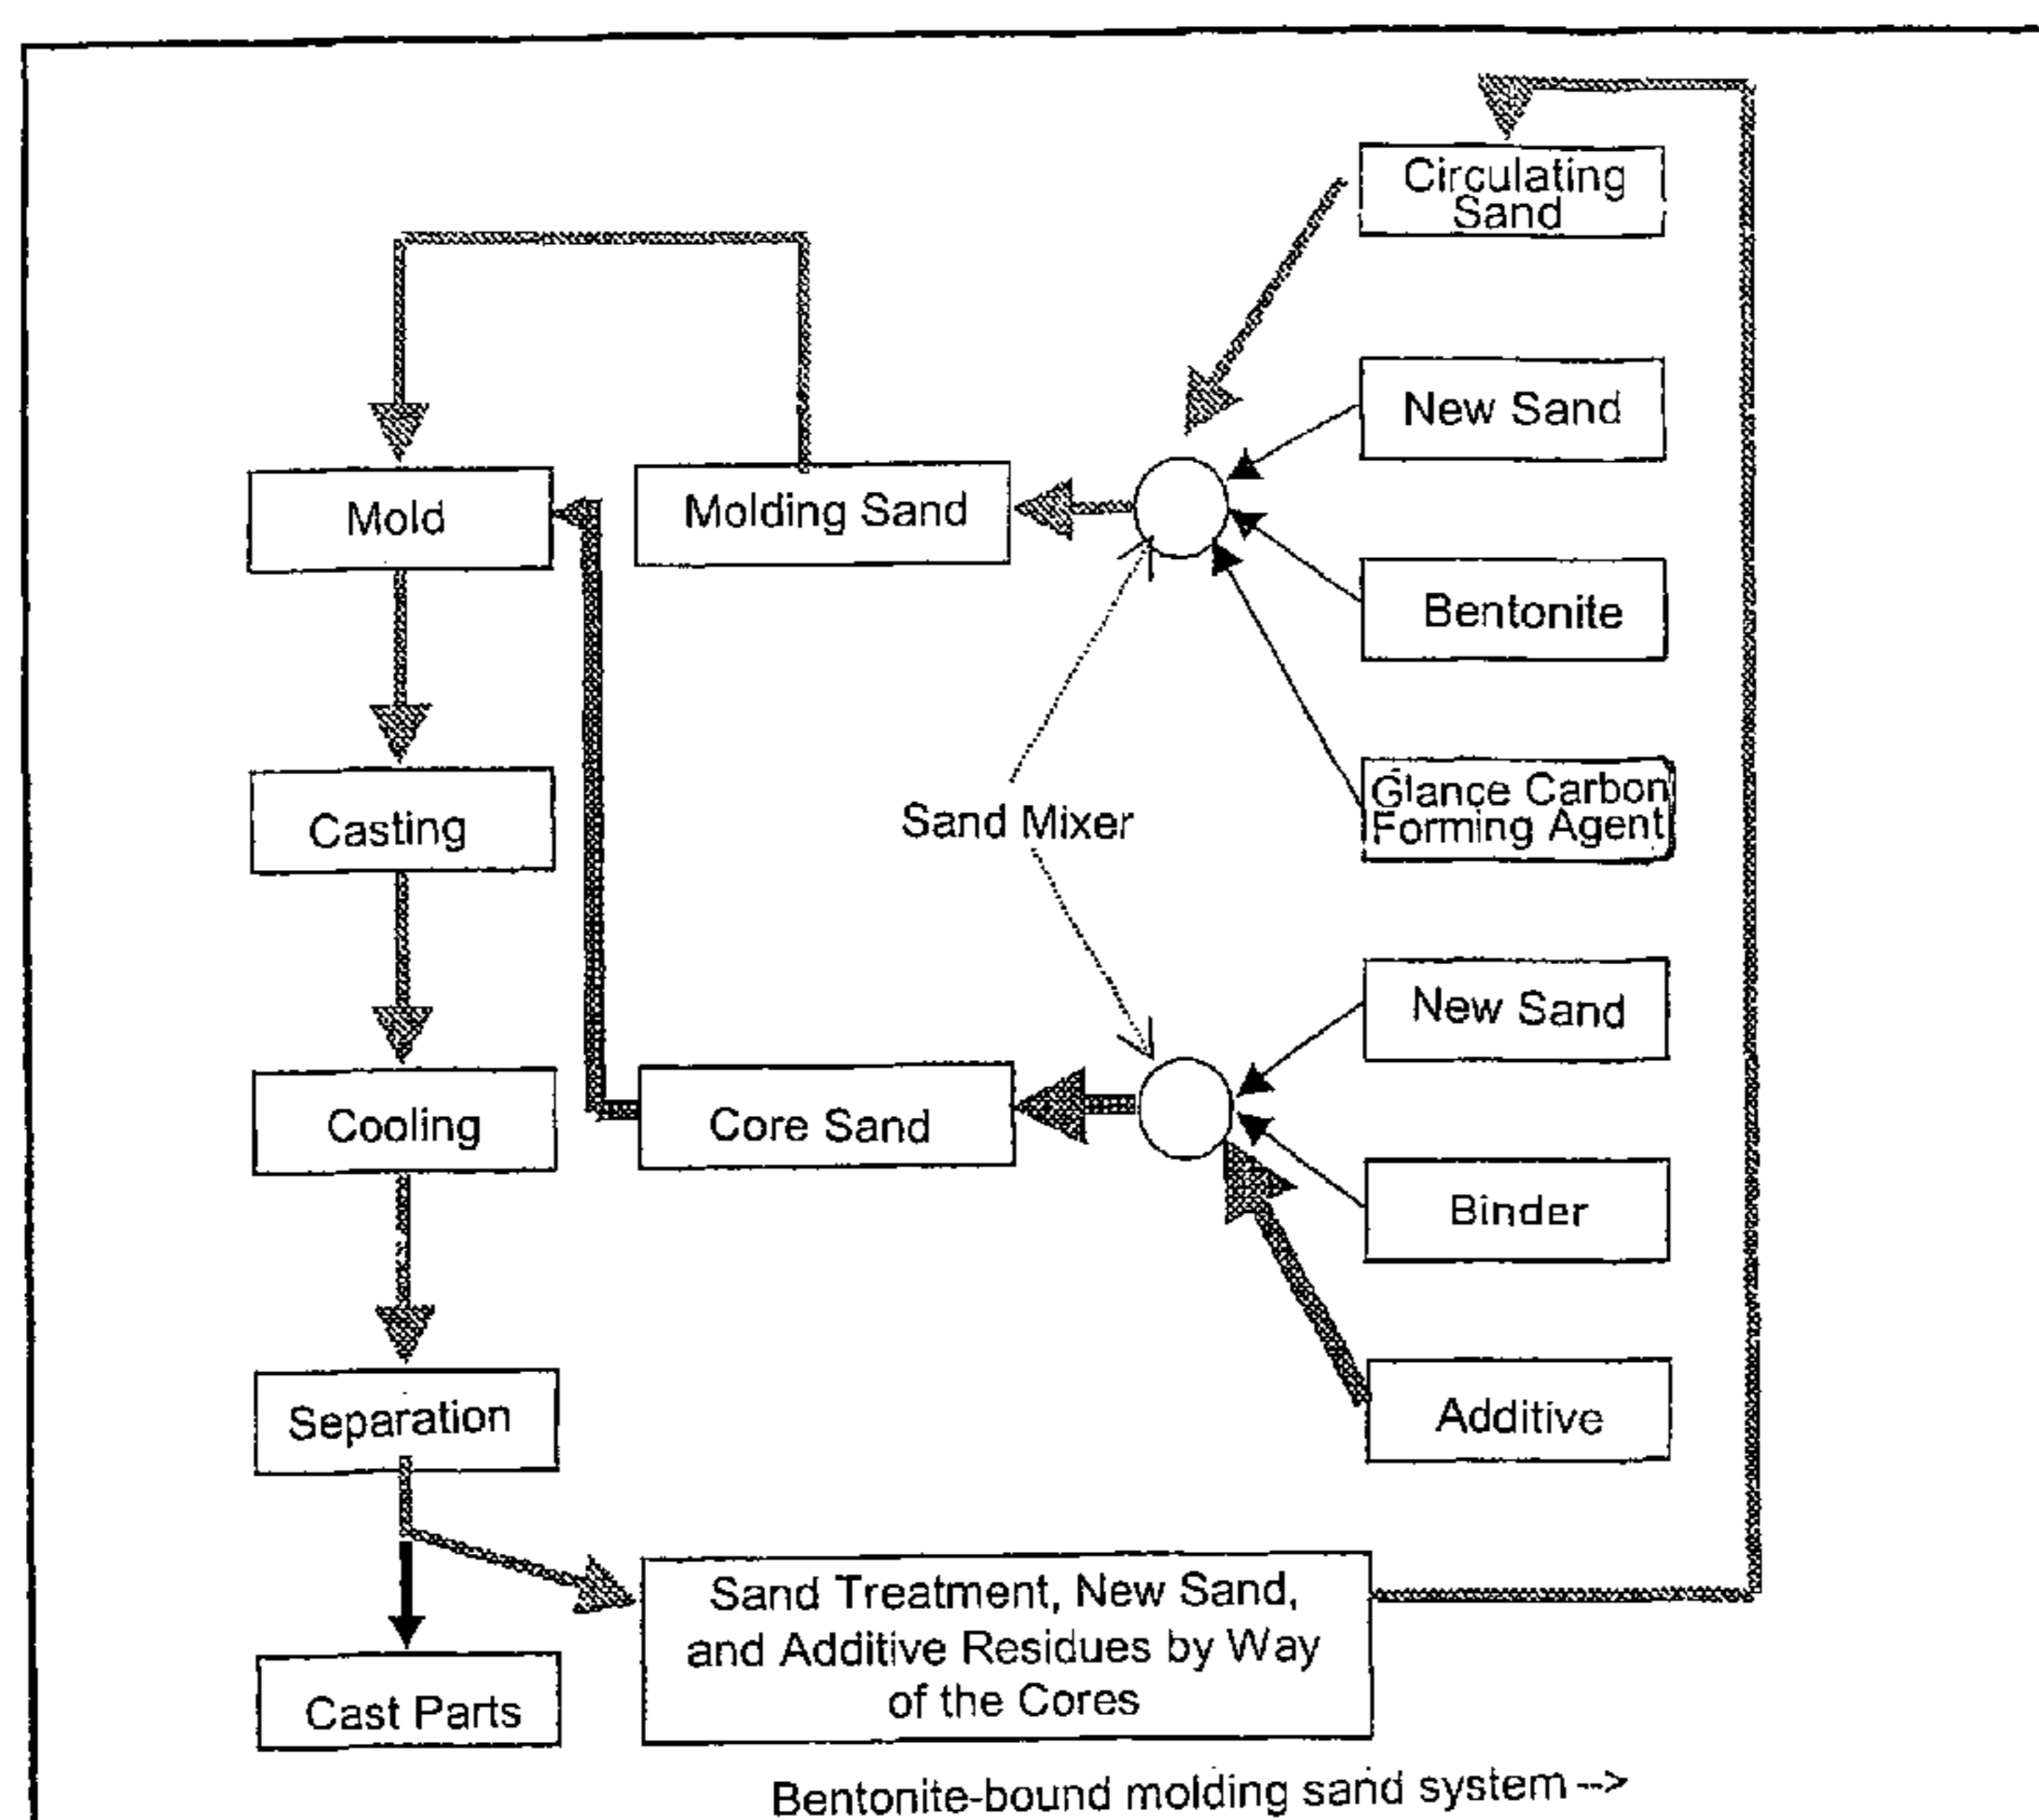 Circulating
Sand
New Sand
Mold
Molding Sand
Bentonite
Glance Carbon
Forming Agent
Sand Mixer
Casting
New Sand
Cooling
Core Sand
Binder
Additive
Separation
Sand Treatment, New Sand,
and Additive Residues by Way
of the Cores
Cast Parts
Bentonite-bound molding sand system -->